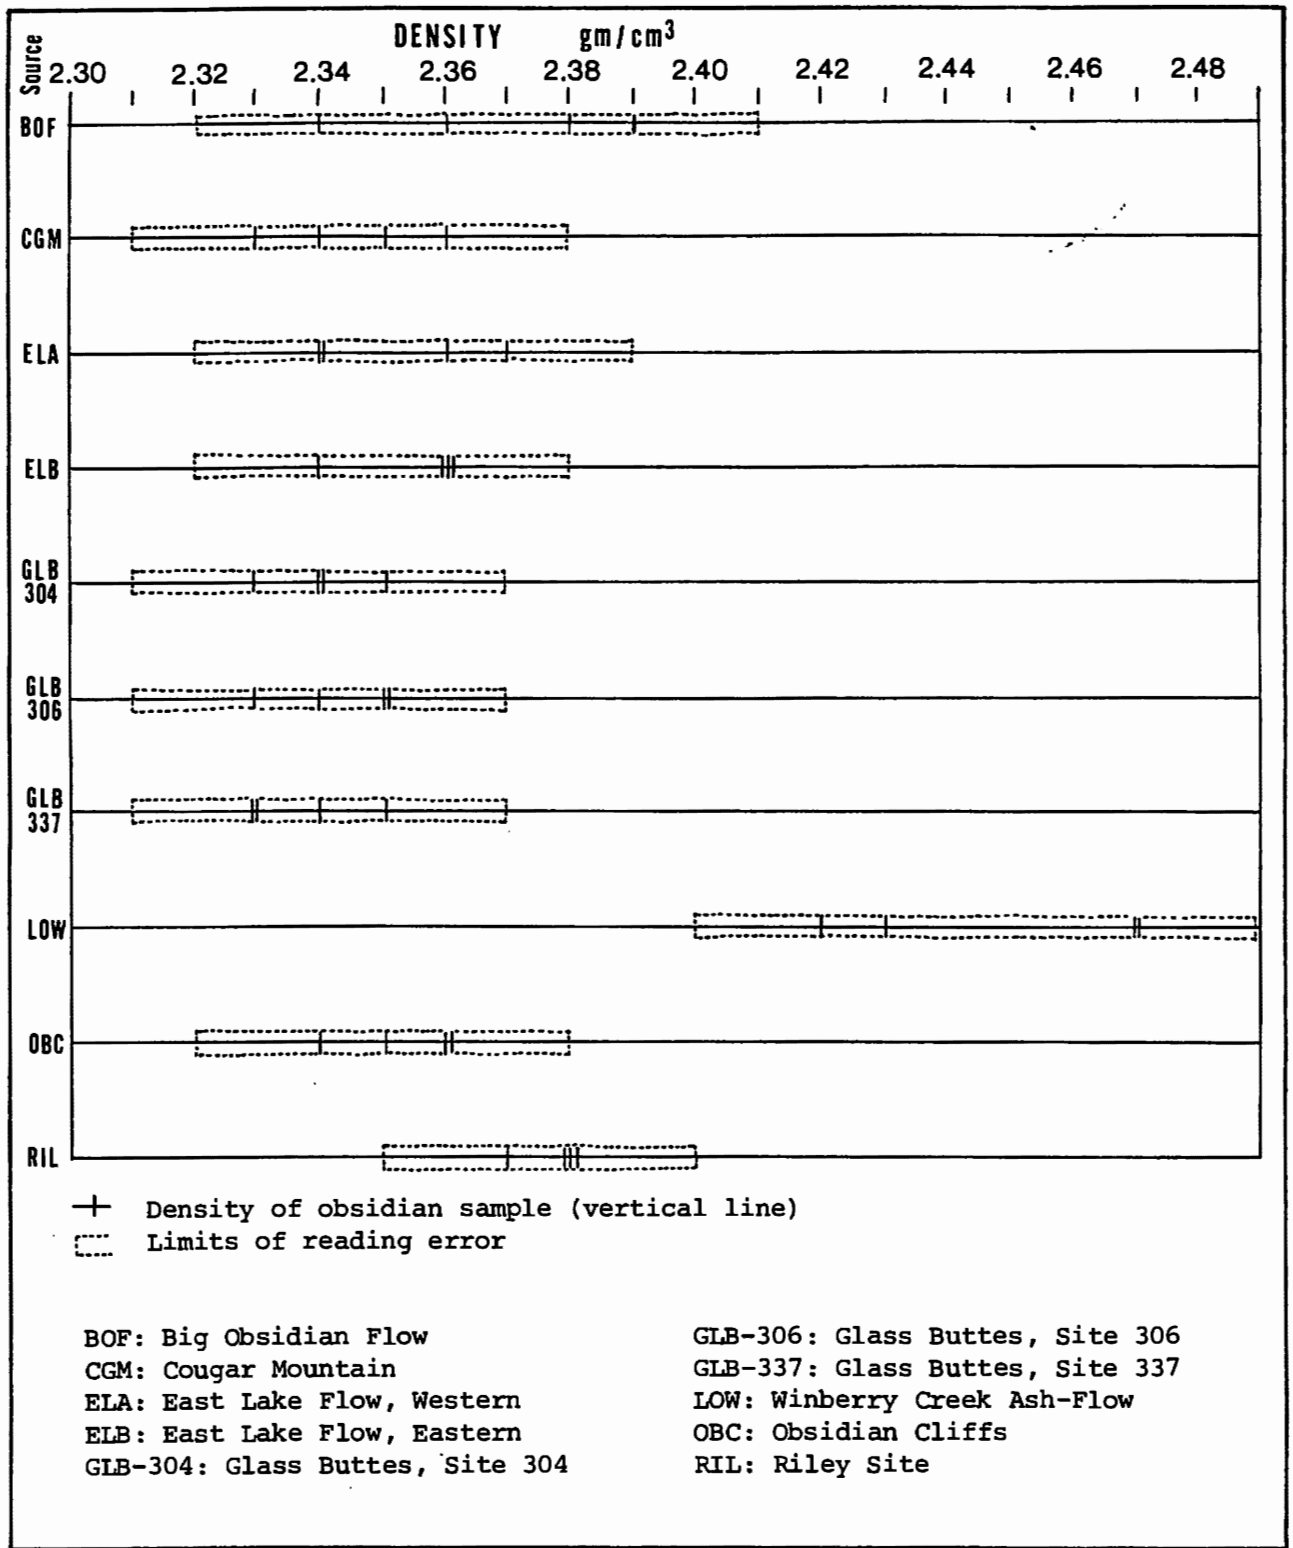 DENSITY gm/cm³
Source
2.30 2.32 2.34 2.36 2.38 2.40 2.42 2.44 2.46 2.48
BOF
CGM
ELA
ELB
GLB
304
GLB
306
GLB
337
LOW
OBC
RIL
Density of obsidian sample (vertical line)
Limits of reading error
BOF: Big Obsidian Flow
CGM: Cougar Mountain
ELA: East Lake Flow, Western
ELB: East Lake Flow, Eastern
GLB-304: Glass Buttes, Site 304
GLB-306: Glass Buttes, Site 306
GLB-337: Glass Buttes, Site 337
LOW: Winberry Creek Ash-Flow
OBC: Obsidian Cliffs
RIL: Riley Site